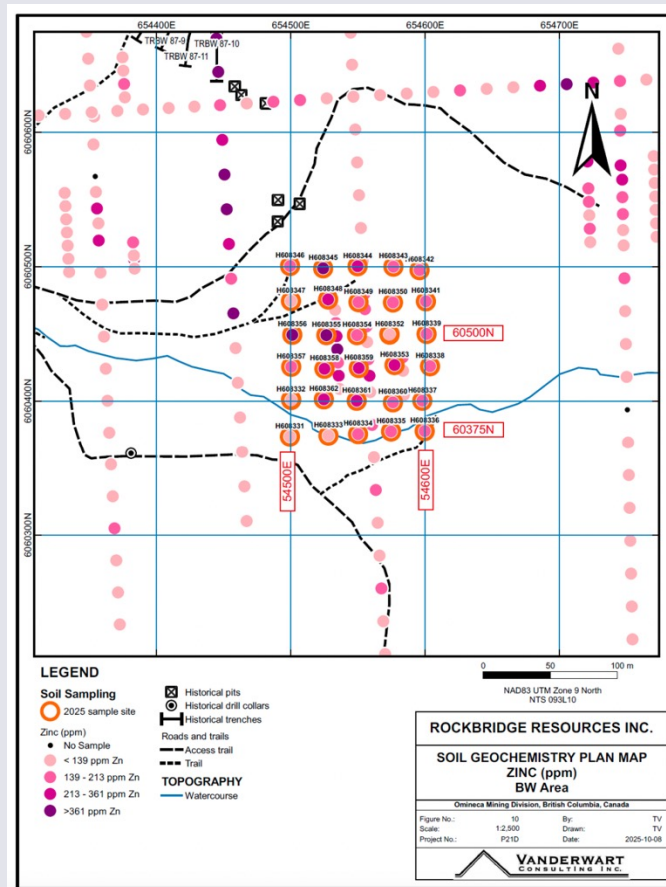 654400E 654500E 654600E 654700E
TRBW 87-9
TRBW 87-10
TRBW 87-11
N
6060600N
6060500N
6060400N
6060300N
H608346 H608345 H608344 H608343 H608342
H608347 H608348 H608349 H608350 H608341
H608356 H608355 H608354 H608352 H608339
60500N
H608357 H608358 H608359 H608353 H608338
H608332 H608362 H608361 H608360 H608337
H608331 H608333 H608334 H608335 H608336
60375N
54500E
54600E
LEGEND
Soil Sampling
2025 sample site
Zinc (ppm)
No Sample
< 139 ppm Zn
139 - 213 ppm Zn
213 - 361 ppm Zn
>361 ppm Zn
Historical pits
Historical drill collars
Historical trenches
Roads and trails
Access trail
Trail
TOPOGRAPHY
Watercourse
0 50 100 m
NAD83 UTM Zone 9 North
NTS 093L10
ROCKBRIDGE RESOURCES INC.
SOIL GEOCHEMISTRY PLAN MAP
ZINC (ppm)
BW Area
Omineca Mining Division, British Columbia, Canada
Figure No.: 10 By: TV
Scale: 1:2,500 Drawn: TV
Project No.: P21D Date: 2025-10-08
VANDERWART
CONSULTING INC.